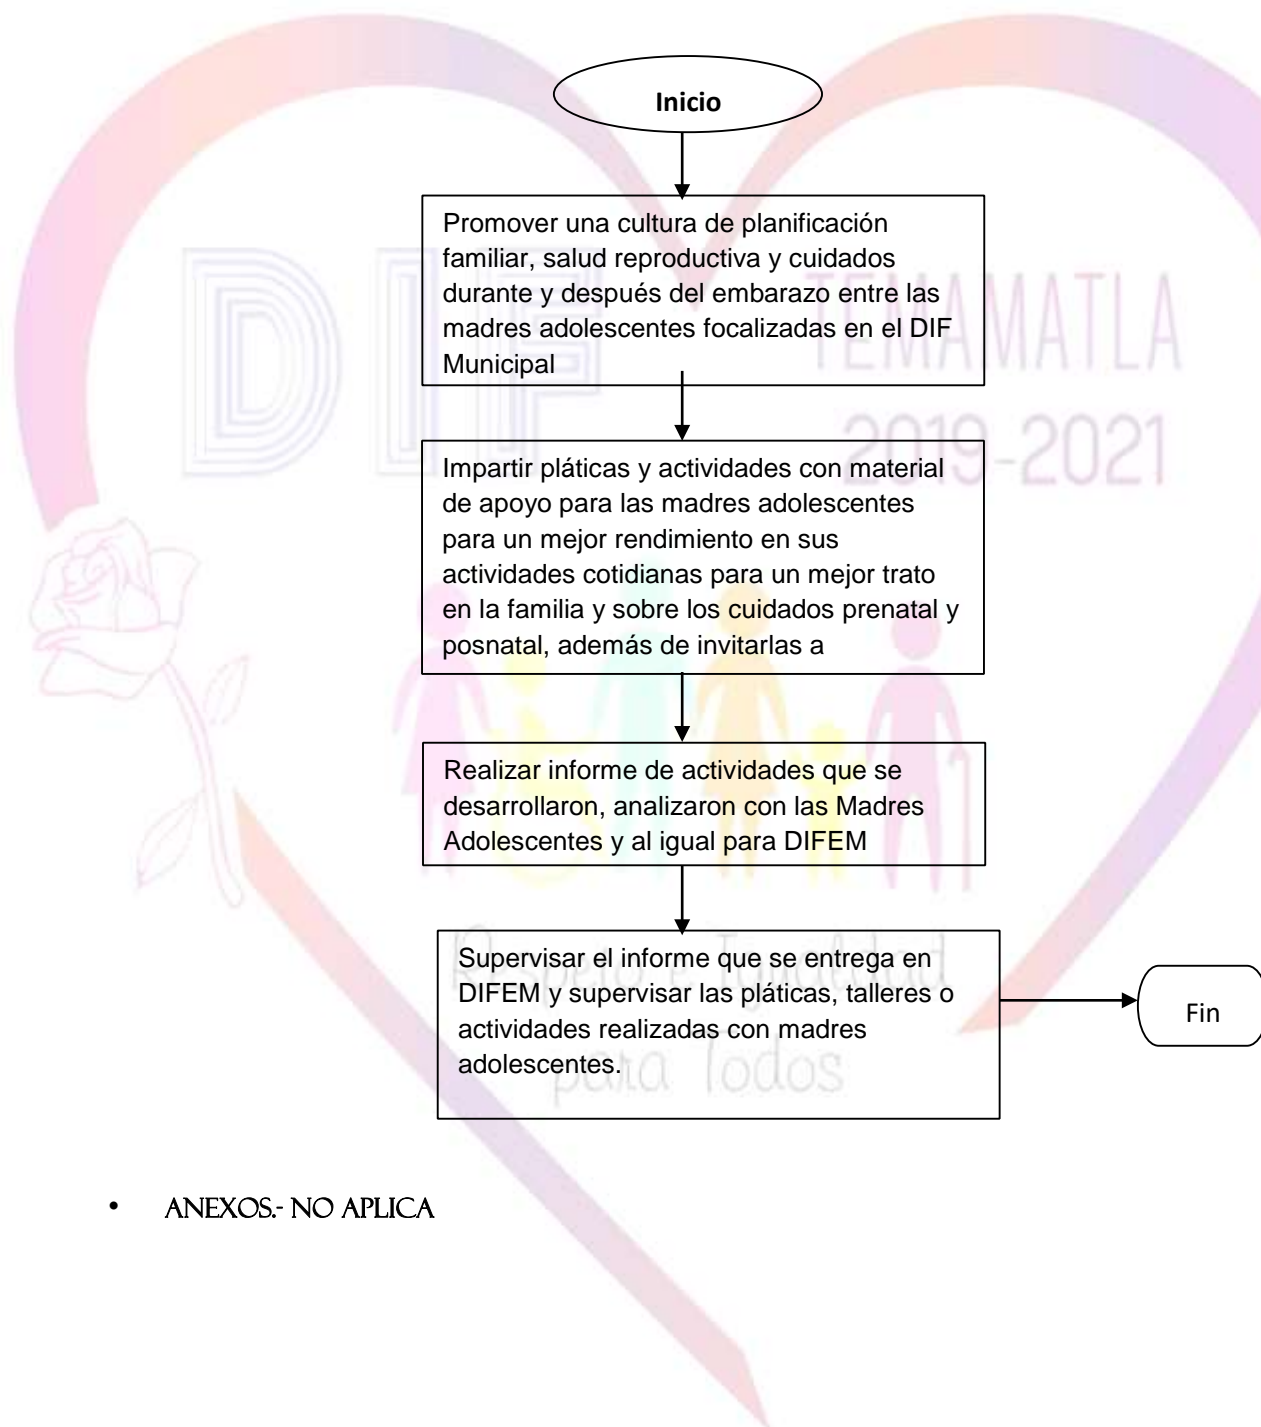 Inicio
Promover una cultura de planificación
familiar, salud reproductiva y cuidados
durante y después del embarazo entre las
madres adolescentes focalizadas en el DIF
Municipal
DIF
TEMAMATLA
2019-2021
Impartir pláticas y actividades con material
de apoyo para las madres adolescentes
para un mejor rendimiento en sus
actividades cotidianas para un mejor trato
en la familia y sobre los cuidados prenatal y
posnatal, además de invitarlas a
Realizar informe de actividades que se
desarrollaron, analizaron con las Madres
Adolescentes y al igual para DIFEM
Respeto e Igualdad
para Todos
Supervisar el informe que se entrega en
DIFEM y supervisar las pláticas, talleres o
actividades realizadas con madres
adolescentes.
Fin
• ANEXOS.- NO APLICA